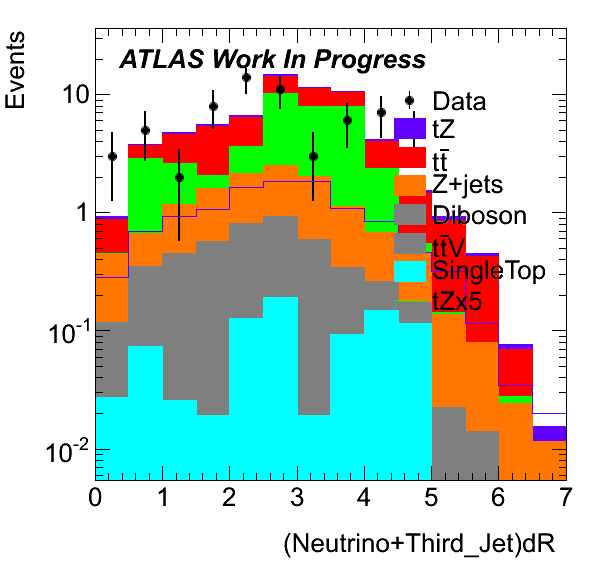 ATLAS Work In Progress
Events
Data
tZ
tt̄
Z+jets
Diboson
tt̄V
SingleTop
tZx5
10
1
10⁻¹
10⁻²
0 1 2 3 4 5 6 7
(Neutrino+Third_Jet)dR